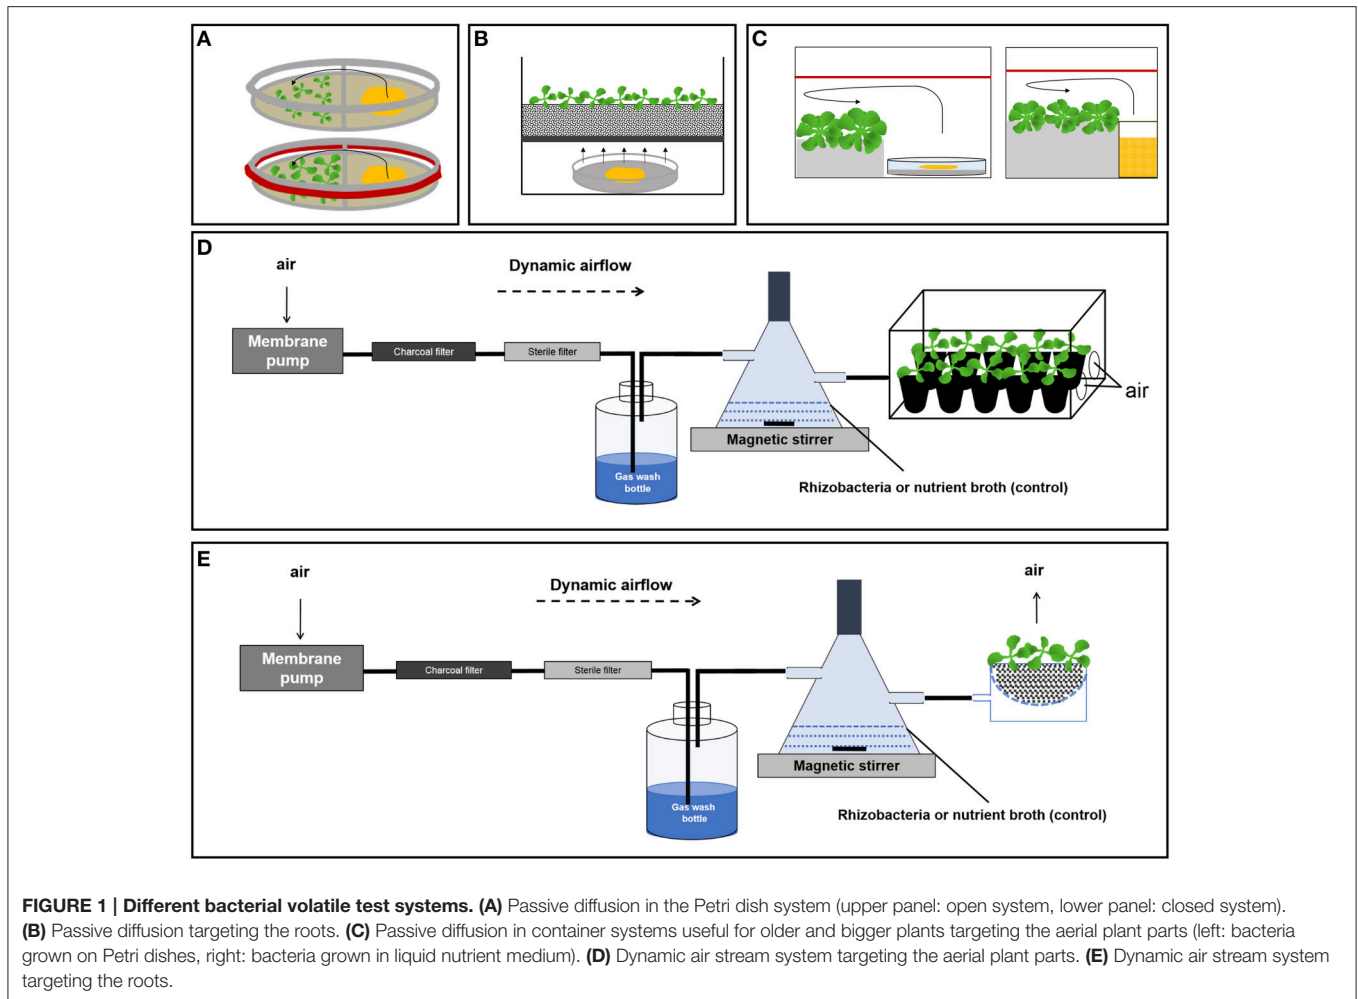 A
B
C
D
air
Dynamic airflow
Membrane
pump
Charcoal filter
Sterile filter
Gas wash
bottle
Magnetic stirrer
air
Rhizobacteria or nutrient broth (control)
E
air
Dynamic airflow
air
Membrane
pump
Charcoal filter
Sterile filter
Gas wash
bottle
Magnetic stirrer
Rhizobacteria or nutrient broth (control)
FIGURE 1 | Different bacterial volatile test systems. (A) Passive diffusion in the Petri dish system (upper panel: open system, lower panel: closed system).
(B) Passive diffusion targeting the roots. (C) Passive diffusion in container systems useful for older and bigger plants targeting the aerial plant parts (left: bacteria
grown on Petri dishes, right: bacteria grown in liquid nutrient medium). (D) Dynamic air stream system targeting the aerial plant parts. (E) Dynamic air stream system
targeting the roots.